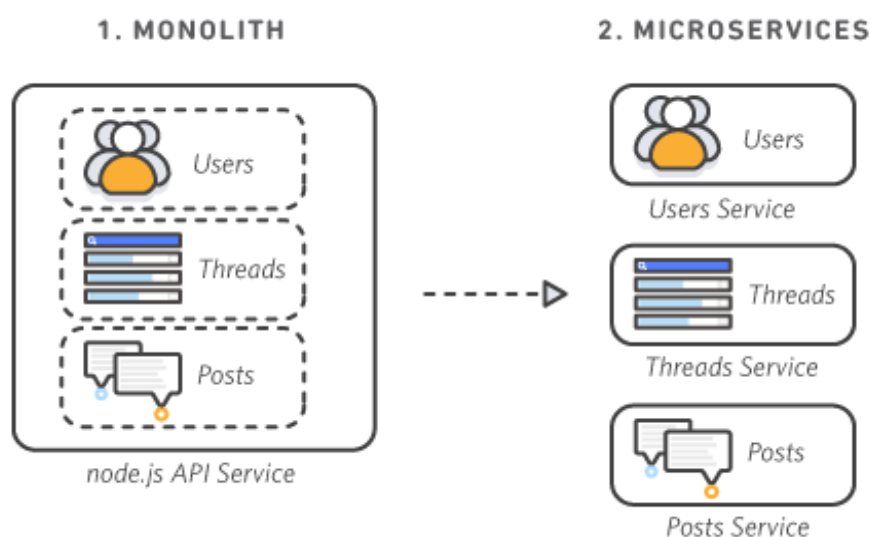 1. MONOLITH
Users
Threads
Posts
node.js API Service
2. MICROSERVICES
Users
Users Service
Threads
Threads Service
Posts
Posts Service